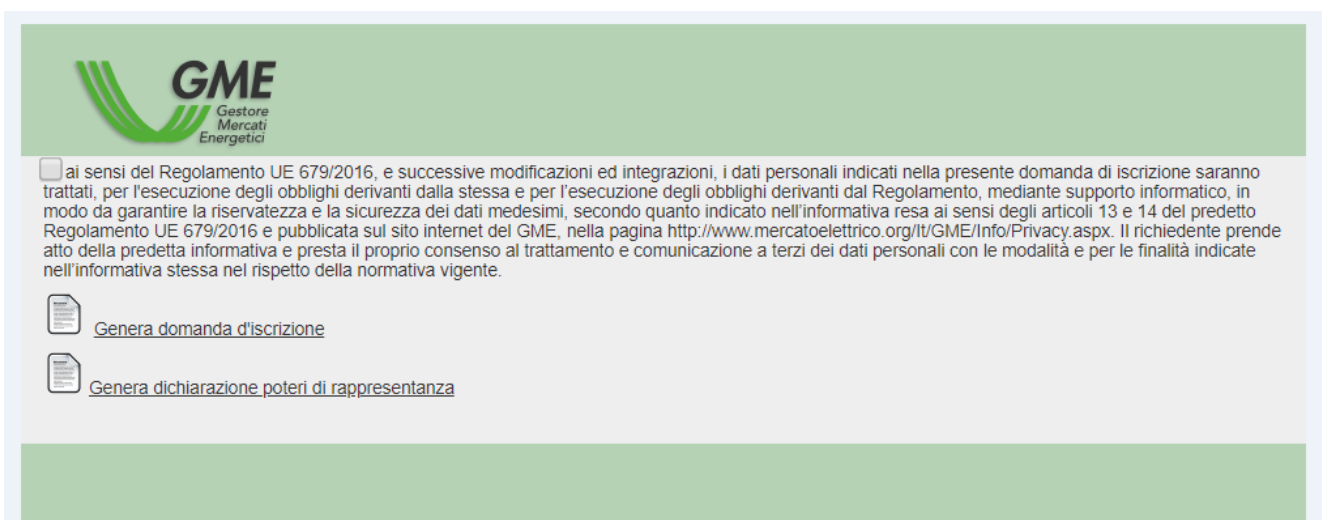 GME
Gestore
Mercati
Energetici
ai sensi del Regolamento UE 679/2016, e successive modificazioni ed integrazioni, i dati personali indicati nella presente domanda di iscrizione saranno
trattati, per l'esecuzione degli obblighi derivanti dalla stessa e per l’esecuzione degli obblighi derivanti dal Regolamento, mediante supporto informatico, in
modo da garantire la riservatezza e la sicurezza dei dati medesimi, secondo quanto indicato nell’informativa resa ai sensi degli articoli 13 e 14 del predetto
Regolamento UE 679/2016 e pubblicata sul sito internet del GME, nella pagina http://www.mercatoelettrico.org/It/GME/Info/Privacy.aspx. Il richiedente prende
atto della predetta informativa e presta il proprio consenso al trattamento e comunicazione a terzi dei dati personali con le modalità e per le finalità indicate
nell’informativa stessa nel rispetto della normativa vigente.
Genera domanda d'iscrizione
Genera dichiarazione poteri di rappresentanza